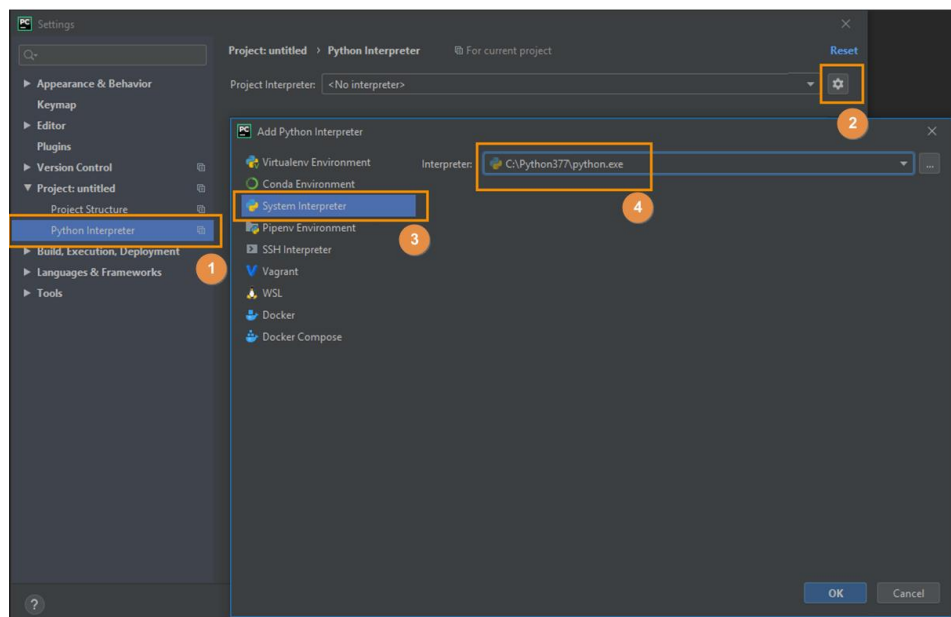 PC Settings
Project: untitled › Python Interpreter For current project Reset
Project Interpreter: <No interpreter>
2
Appearance & Behavior
Keymap
Editor
Plugins
Version Control
Project: untitled
Project Structure
Python Interpreter
1
Build, Execution, Deployment
Languages & Frameworks
Tools
?
PC Add Python Interpreter
Virtualenv Environment
Conda Environment
System Interpreter
3
Pipenv Environment
SSH Interpreter
Vagrant
WSL
Docker
Docker Compose
Interpreter: C:\Python377\python.exe ...
4
OK Cancel